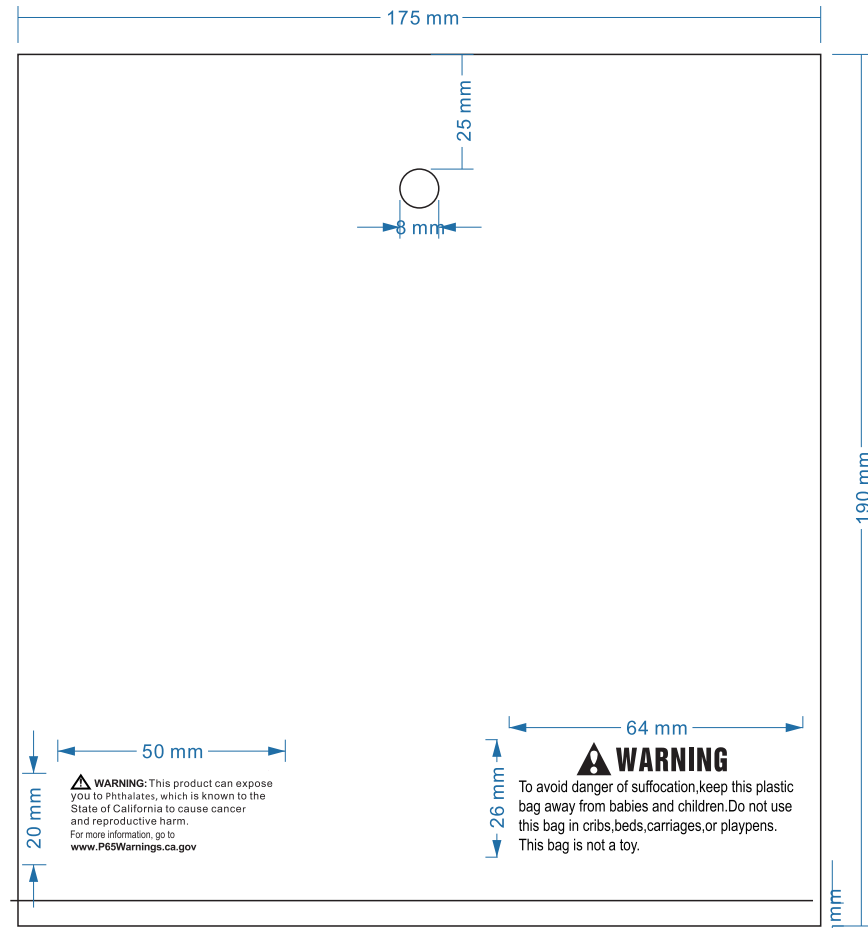 175 mm
25 mm
8 mm
190 mm
50 mm
64 mm
WARNING
WARNING: This product can expose
you to Phthalates, which is known to the
State of California to cause cancer
and reproductive harm.
For more information, go to
www.P65Warnings.ca.gov
20 mm
26 mm
To avoid danger of suffocation,keep this plastic
bag away from babies and children.Do not use
this bag in cribs,beds,carriages,or playpens.
This bag is not a toy.
mm